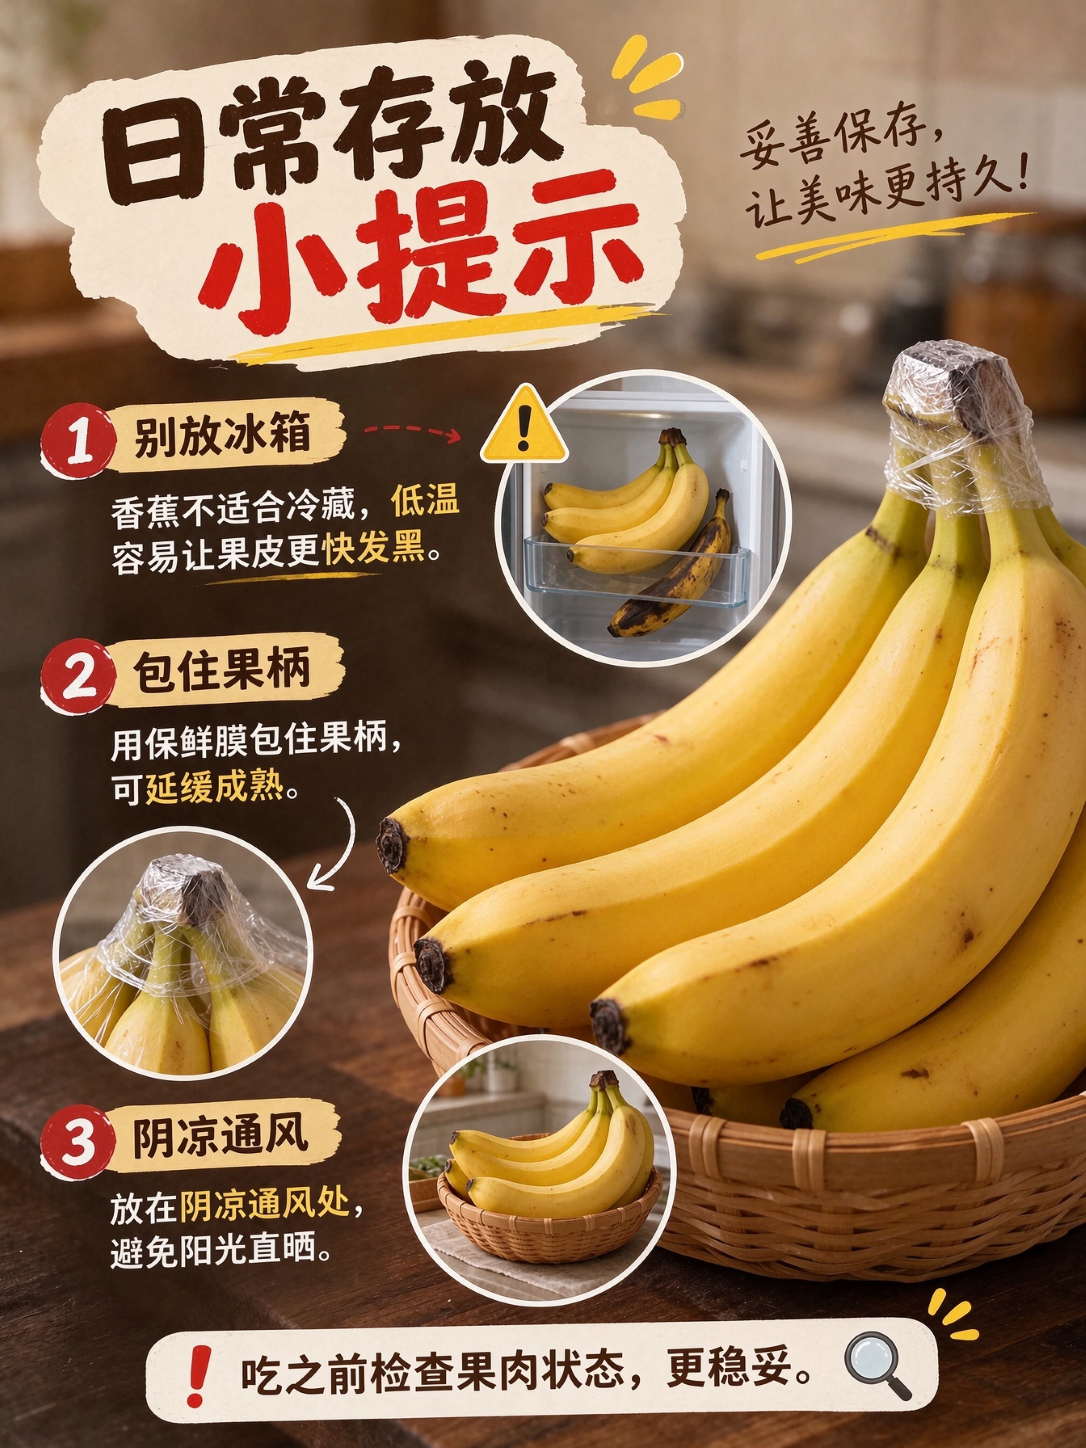 日常存放
小提示
妥善保存，
让美味更持久！
1 别放冰箱
香蕉不适合冷藏，低温
容易让果皮更快发黑。
2 包住果柄
用保鲜膜包住果柄，
可延缓成熟。
3 阴凉通风
放在阴凉通风处，
避免阳光直晒。
吃之前检查果肉状态，更稳妥。